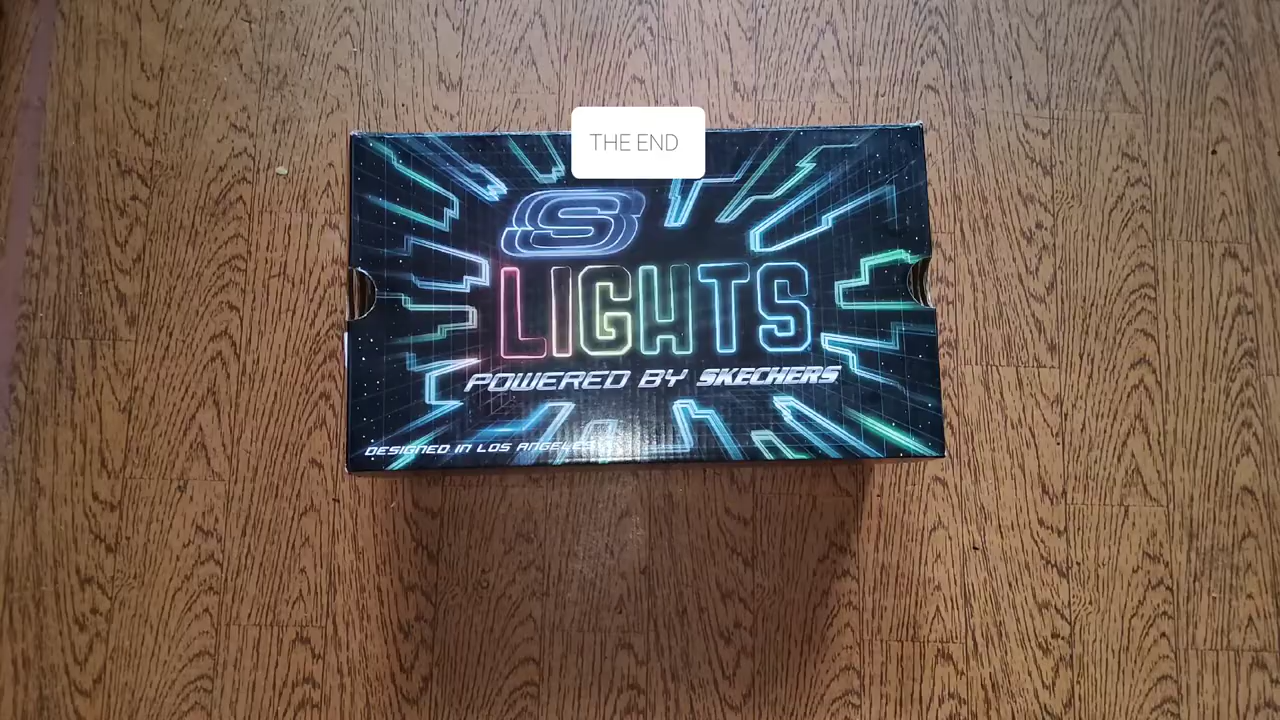 THE END
S
LIGHTS
POWERED BY SKECHERS
DESIGNED IN LOS ANGELES